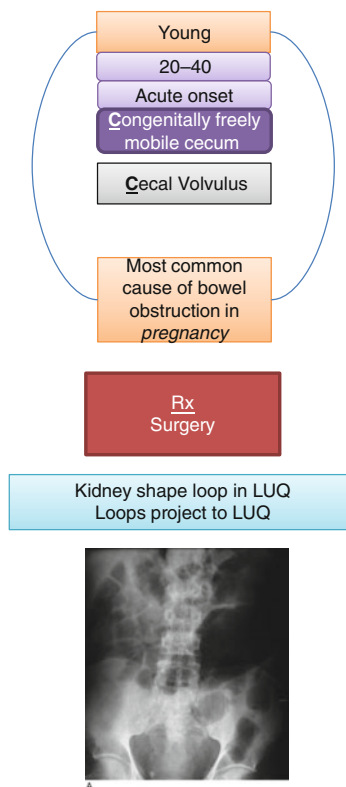 Young
20–40
Acute onset
Congenitally freely
mobile cecum
Cecal Volvulus
Most common
cause of bowel
obstruction in
pregnancy
Rx
Surgery
Kidney shape loop in LUQ
Loops project to LUQ
A